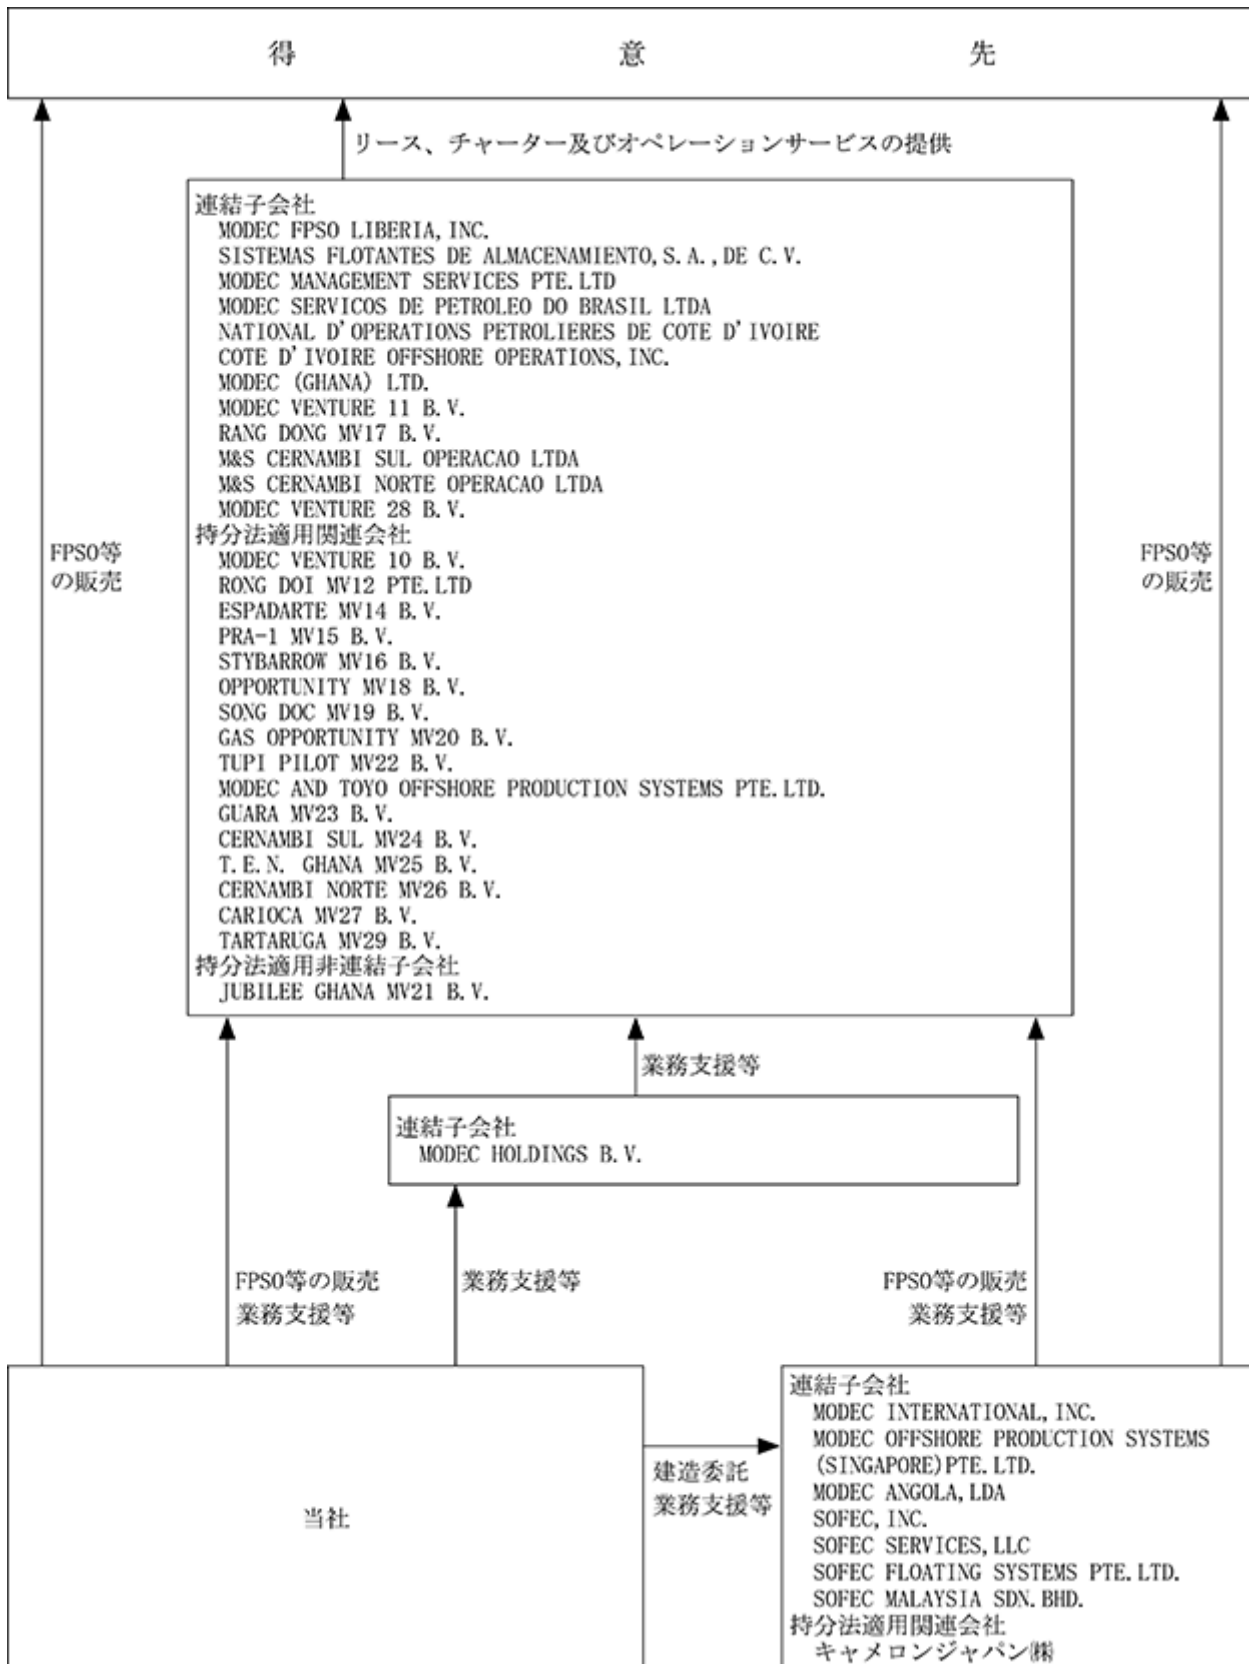 得意先
リース、チャーター及びオペレーションサービスの提供
連結子会社
MODEC FPSO LIBERIA, INC.
SISTEMAS FLOTANTES DE ALMACENAMIENTO, S. A. , DE C. V.
MODEC MANAGEMENT SERVICES PTE. LTD
MODEC SERVICOS DE PETROLEO DO BRASIL LTDA
NATIONAL D'OPERATIONS PETROLIERES DE COTE D'IVOIRE
COTE D'IVOIRE OFFSHORE OPERATIONS, INC.
MODEC (GHANA) LTD.
MODEC VENTURE 11 B. V.
RANG DONG MV17 B. V.
M&S CERNAMBI SUL OPERACAO LTDA
M&S CERNAMBI NORTE OPERACAO LTDA
MODEC VENTURE 28 B. V.
持分法適用関連会社
MODEC VENTURE 10 B. V.
RONG DOI MV12 PTE. LTD
ESPADARTE MV14 B. V.
PRA-1 MV15 B. V.
STYBARROW MV16 B. V.
OPPORTUNITY MV18 B. V.
SONG DOC MV19 B. V.
GAS OPPORTUNITY MV20 B. V.
TUPI PILOT MV22 B. V.
MODEC AND TOYO OFFSHORE PRODUCTION SYSTEMS PTE. LTD.
GUARA MV23 B. V.
CERNAMBI SUL MV24 B. V.
T. E. N. GHANA MV25 B. V.
CERNAMBI NORTE MV26 B. V.
CARIOCA MV27 B. V.
TARTARUGA MV29 B. V.
持分法適用非連結子会社
JUBILEE GHANA MV21 B. V.
FPSO等
の販売
FPSO等
の販売
業務支援等
連結子会社
MODEC HOLDINGS B. V.
FPSO等の販売
業務支援等
業務支援等
FPSO等の販売
業務支援等
当社
建造委託
業務支援等
連結子会社
MODEC INTERNATIONAL, INC.
MODEC OFFSHORE PRODUCTION SYSTEMS
(SINGAPORE) PTE. LTD.
MODEC ANGOLA, LDA
SOFEC, INC.
SOFEC SERVICES, LLC
SOFEC FLOATING SYSTEMS PTE. LTD.
SOFEC MALAYSIA SDN. BHD.
持分法適用関連会社
キャメロンジャパン㈱